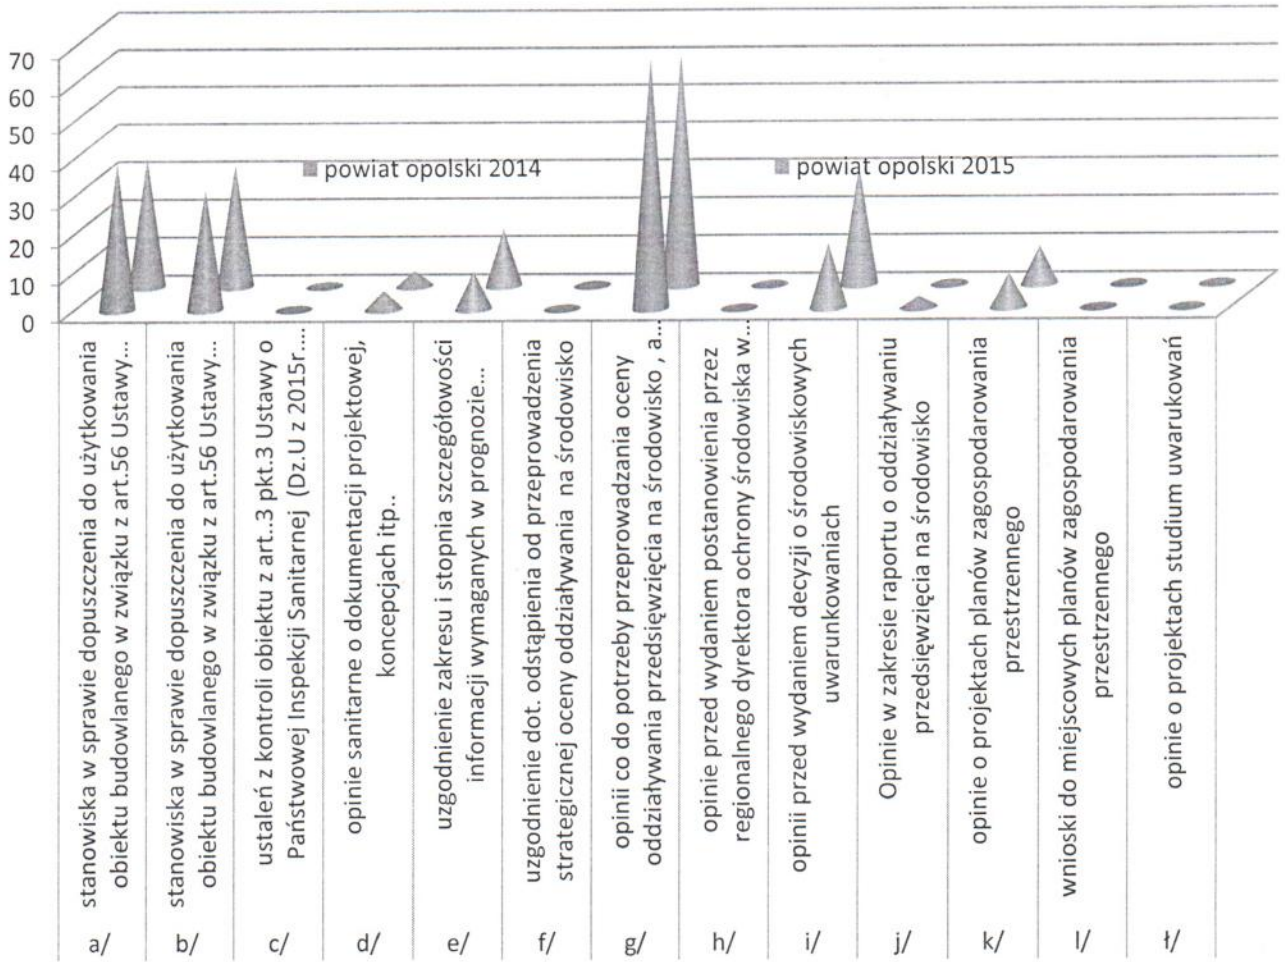 70
60
50
40
30
20
10
0
powiat opolski 2014
powiat opolski 2015
stanowiska w sprawie dopuszczenia do użytkowania
obiektu budowlanego w związku z art.56 Ustawy...
stanowiska w sprawie dopuszczenia do użytkowania
obiektu budowlanego w związku z art.56 Ustawy...
ustaleń z kontroli obiektu z art..3 pkt.3 Ustawy o
Państwowej Inspekcji Sanitarnej (Dz.U z 2015r....
opinie sanitarne o dokumentacji projektowej,
koncepcjach itp..
uzgodnienie zakresu i stopnia szczegółowości
informacji wymaganych w prognozie...
uzgodnienie dot. odstąpienia od przeprowadzenia
strategicznej oceny oddziaływania na środowisko
opinii co do potrzeby przeprowadzania oceny
oddziaływania przedsięwzięcia na środowisko , a...
opinie przed wydaniem postanowienia przez
regionalnego dyrektora ochrony środowiska w...
opinii przed wydaniem decyzji o środowiskowych
uwarunkowaniach
Opinie w zakresie raportu o oddziaływaniu
przedsięwzięcia na środowisko
opinie o projektach planów zagospodarowania
przestrzennego
wnioski do miejscowych planów zagospodarowania
przestrzennego
opinie o projektach studium uwarukowań
a/
b/
c/
d/
e/
f/
g/
h/
i/
j/
k/
l/
ł/